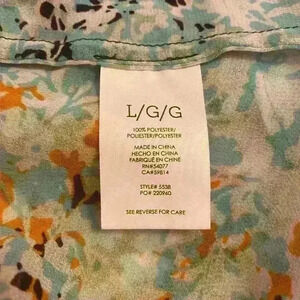 L/G/G
100% POLYESTER/
POLIESTER/POLYESTER
MADE IN CHINA
HECHO EN CHINA
FABRIQUÉ EN CHINE
RN#54077
CA#59814
STYLE# 5538
PO# 220940
SEE REVERSE FOR CARE